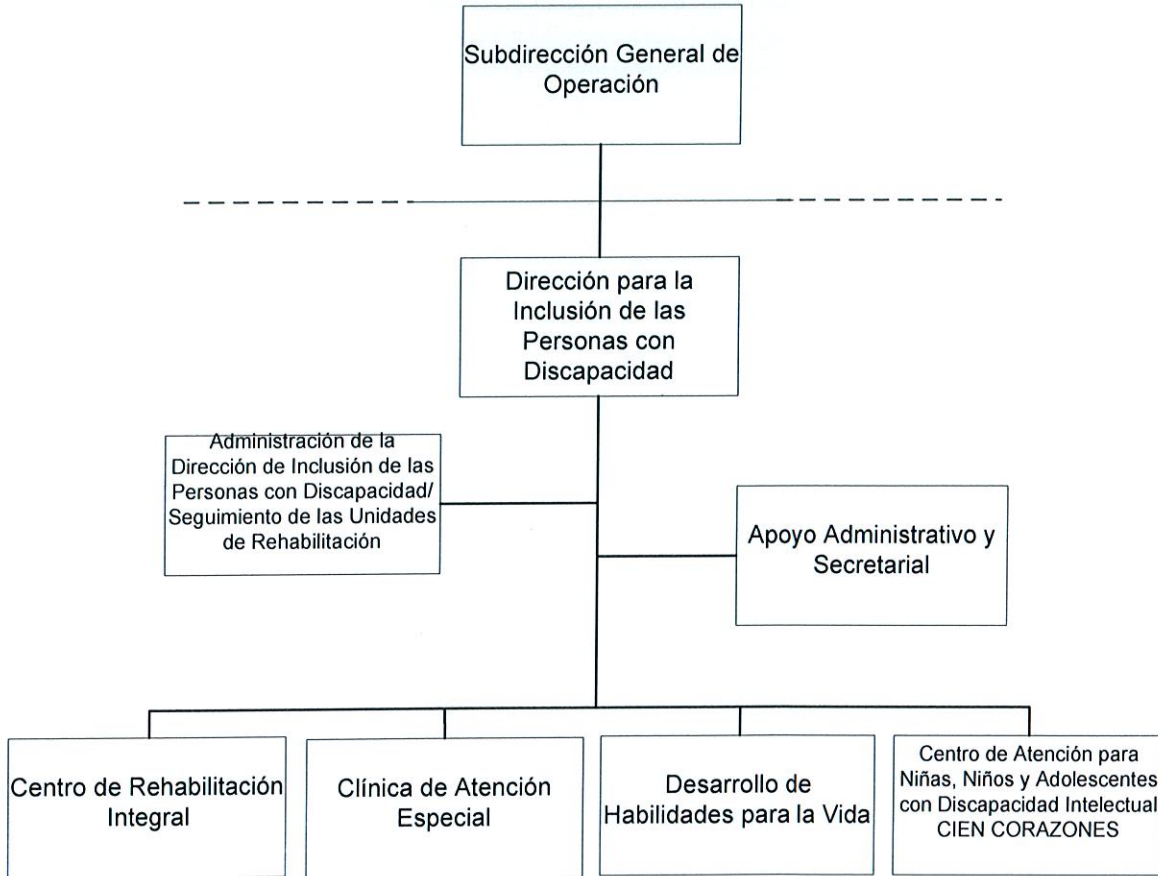 Subdirección General de
Operación
Dirección para la
Inclusión de las
Personas con
Discapacidad
Administración de la
Dirección de Inclusión de las
Personas con Discapacidad/
Seguimiento de las Unidades
de Rehabilitación
Apoyo Administrativo y
Secretarial
Centro de Rehabilitación
Integral
Clínica de Atención
Especial
Desarrollo de
Habilidades para la Vida
Centro de Atención para
Niñas, Niños y Adolescentes
con Discapacidad Intelectual
CIEN CORAZONES